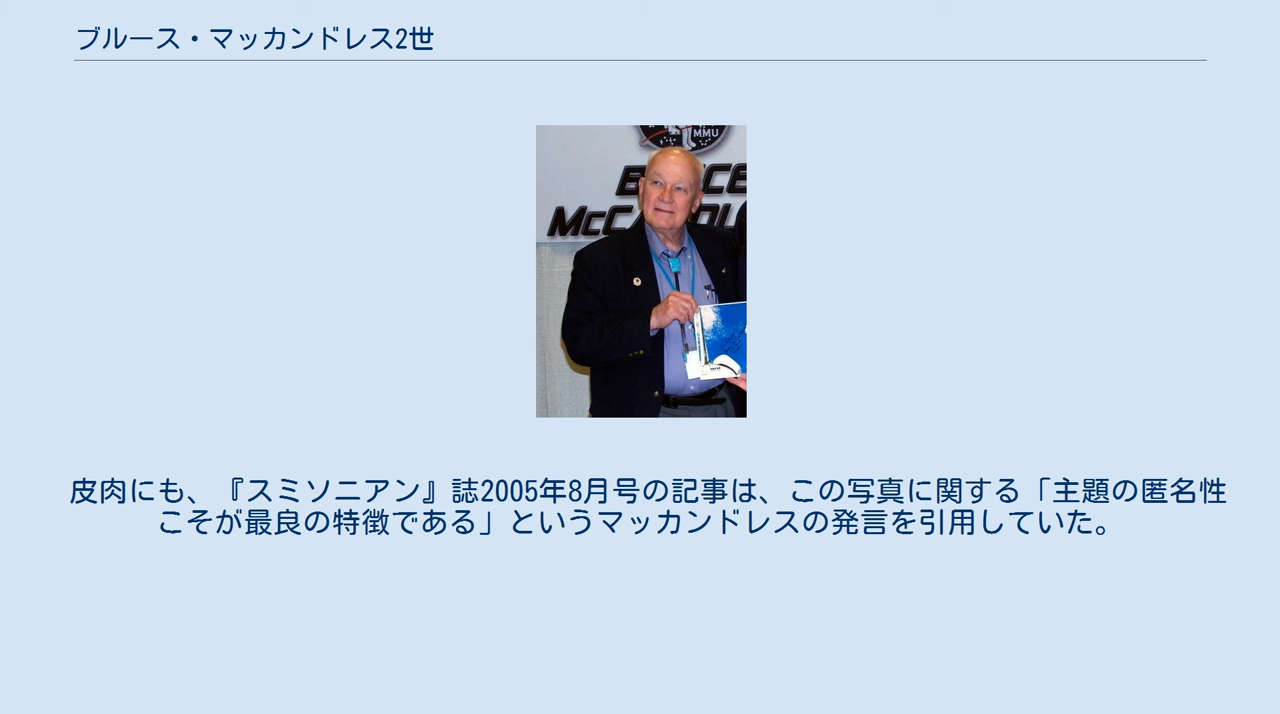 ブルース・マッカンドレス2世
MMU
McCA
皮肉にも、『スミソニアン』誌2005年8月号の記事は、この写真に関する「主題の匿名性
こそが最良の特徴である」というマッカンドレスの発言を引用していた。